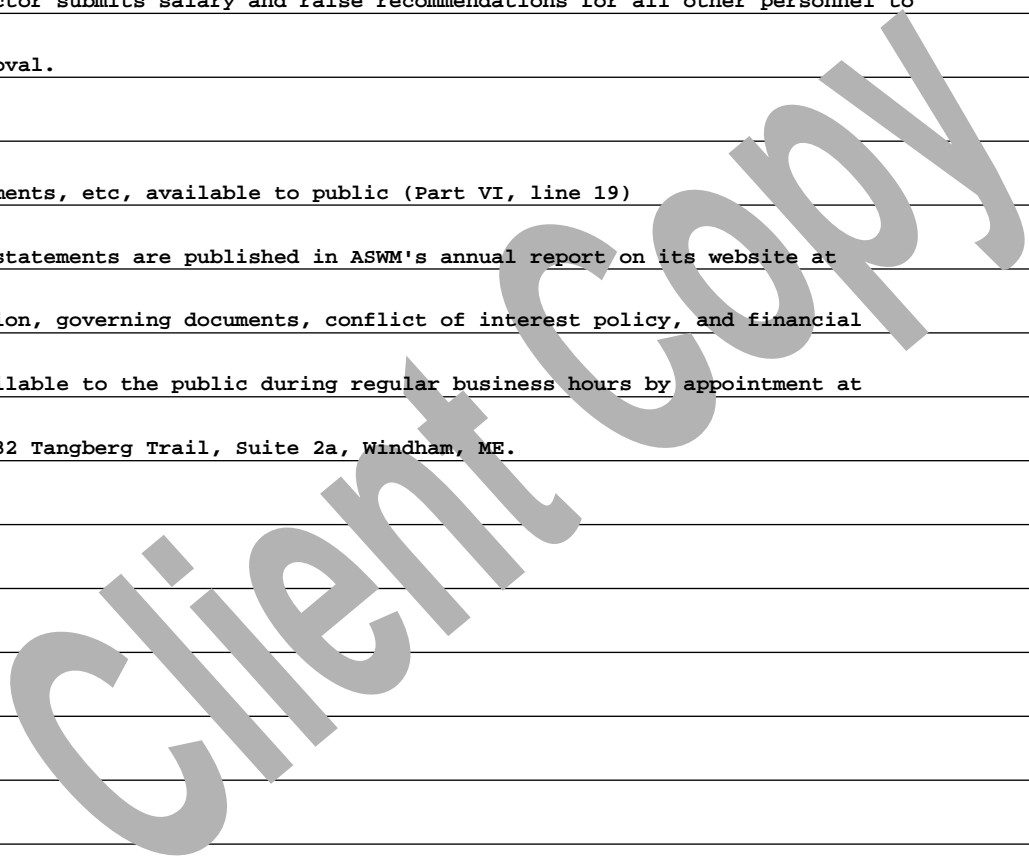 ctor submits salary and raise recommendations for all other personnel to
oval.
ments, etc, available to public (Part VI, line 19)
statements are published in ASWM's annual report on its website at
ion, governing documents, conflict of interest policy, and financial
ilable to the public during regular business hours by appointment at
32 Tangberg Trail, Suite 2a, Windham, ME.
Client Copy